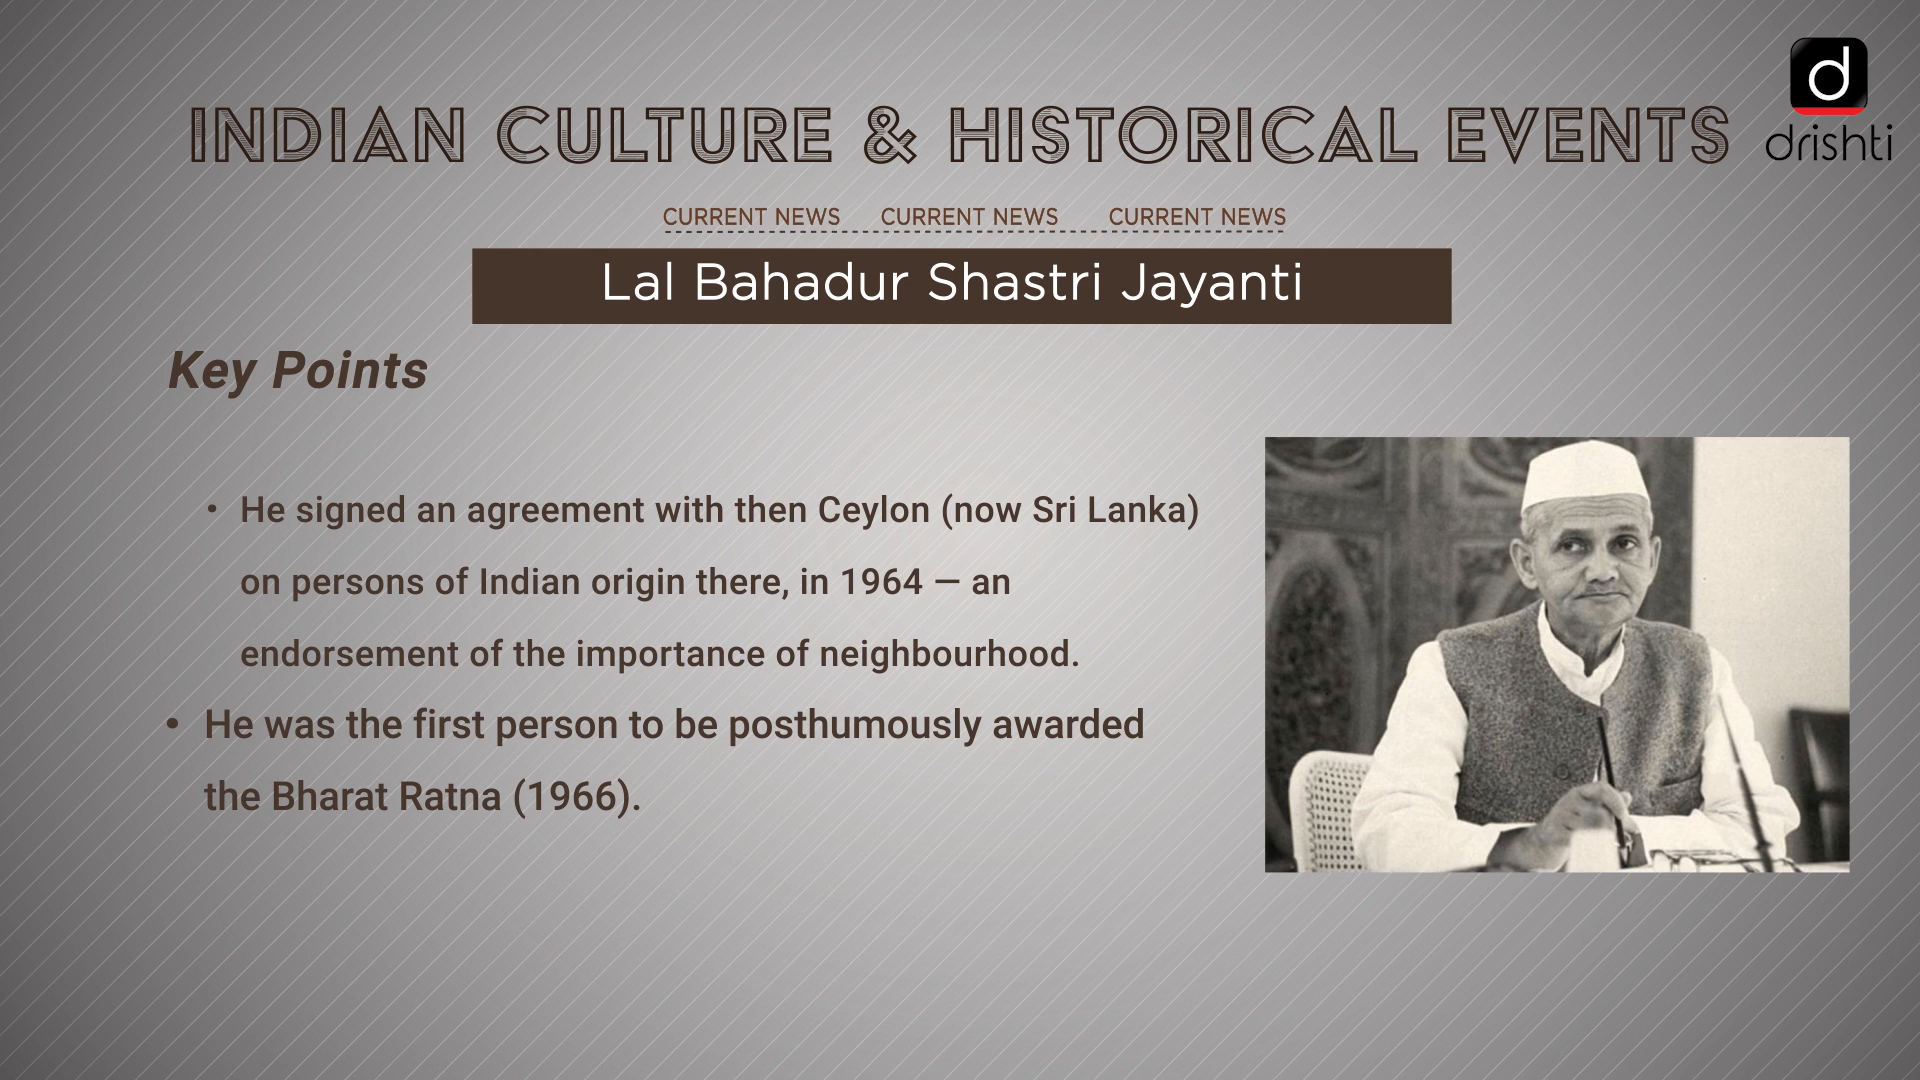 INDIAN CULTURE & HISTORICAL EVENTS
d
drishti
CURRENT NEWS CURRENT NEWS CURRENT NEWS
Lal Bahadur Shastri Jayanti
Key Points
• He signed an agreement with then Ceylon (now Sri Lanka)
on persons of Indian origin there, in 1964 — an
endorsement of the importance of neighbourhood.
• He was the first person to be posthumously awarded
the Bharat Ratna (1966).